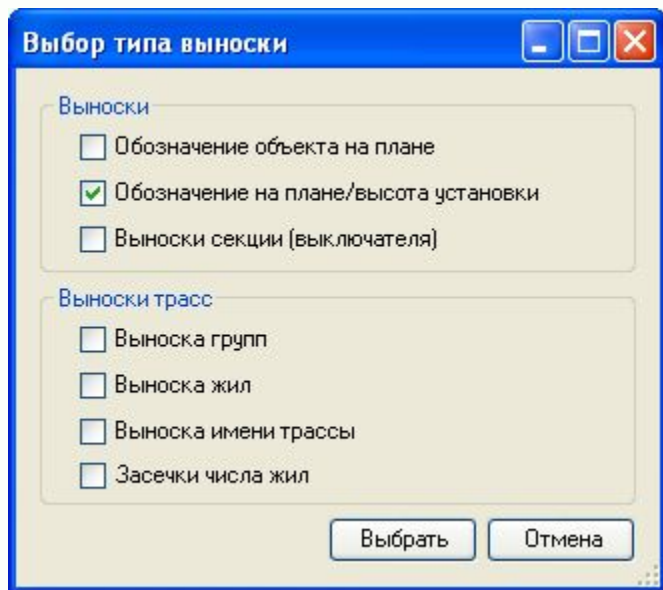 Выбор типа выноски
Выноски
Обозначение объекта на плане
Обозначение на плане/высота установки
Выноски секции (выключателя)
Выноски трасс
Выноска групп
Выноска жил
Выноска имени трассы
Засечки числа жил
Выбрать Отмена